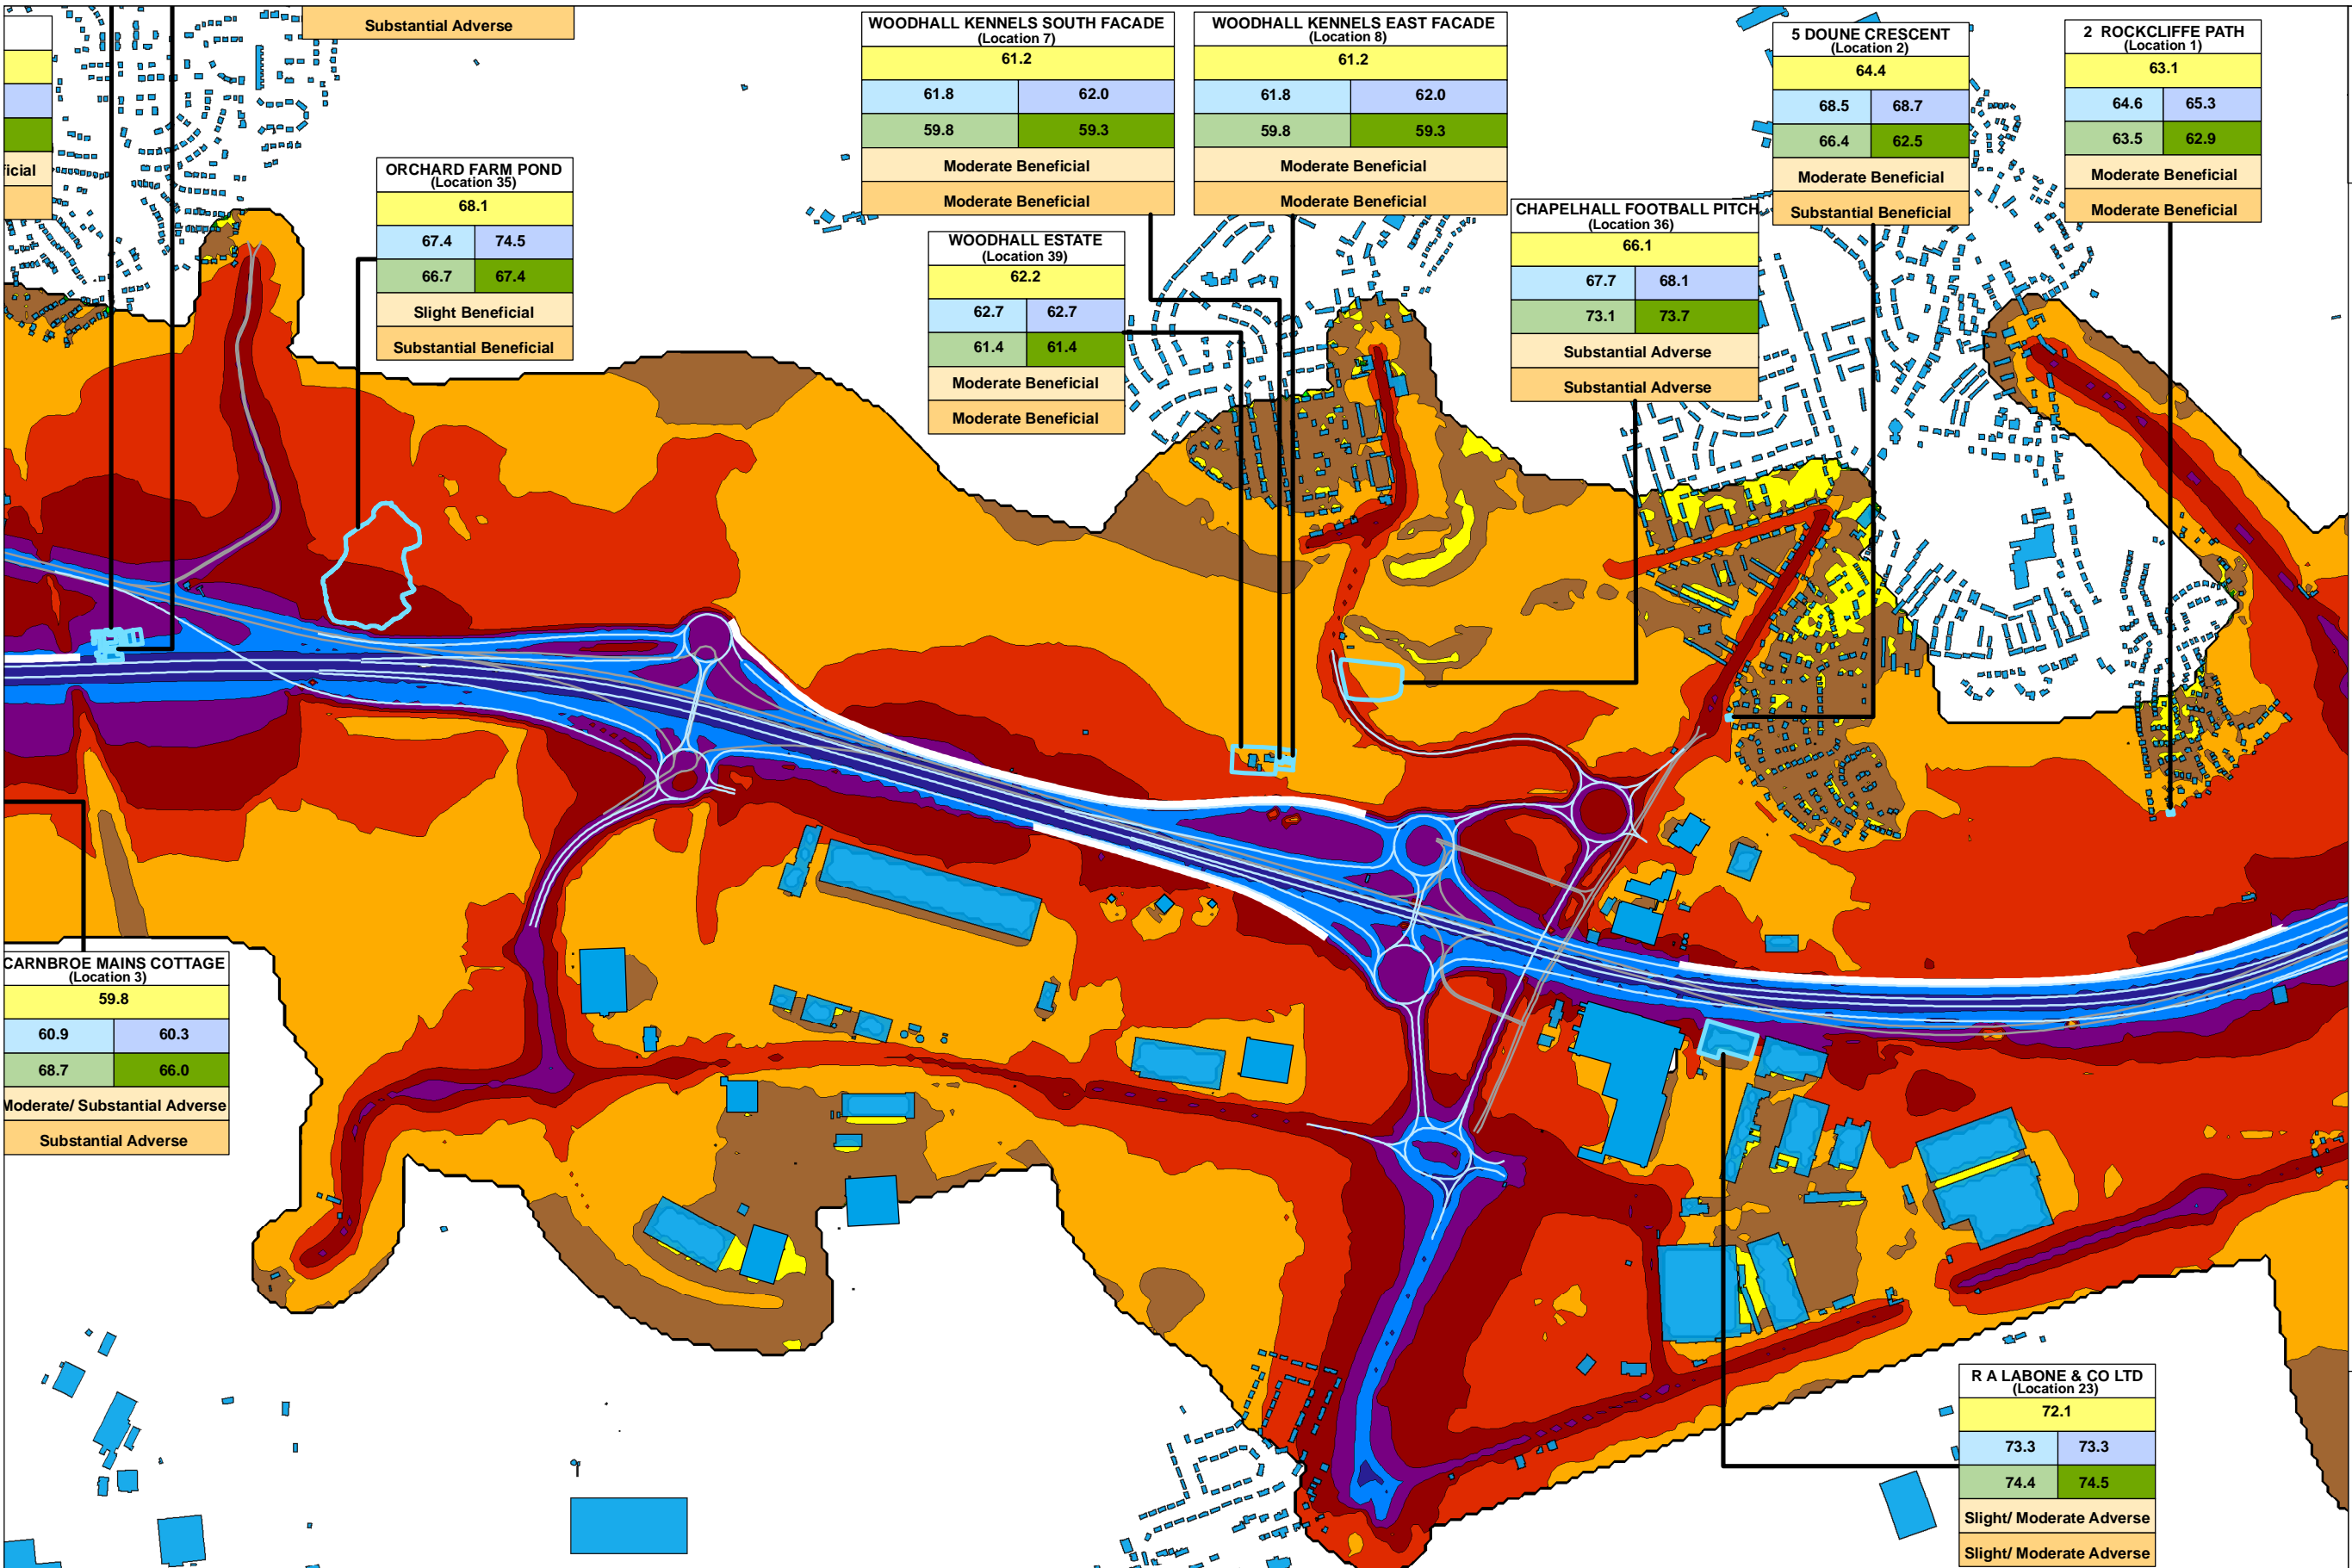 Substantial Adverse
ficial
ORCHARD FARM POND
(Location 35)
68.1
67.4 74.5
66.7 67.4
Slight Beneficial
Substantial Beneficial
WOODHALL KENNELS SOUTH FACADE
(Location 7)
61.2
61.8 62.0
59.8 59.3
Moderate Beneficial
Moderate Beneficial
WOODHALL KENNELS EAST FACADE
(Location 8)
61.2
61.8 62.0
59.8 59.3
Moderate Beneficial
Moderate Beneficial
WOODHALL ESTATE
(Location 39)
62.2
62.7 62.7
61.4 61.4
Moderate Beneficial
Moderate Beneficial
CHAPELHALL FOOTBALL PITCH
(Location 36)
66.1
67.7 68.1
73.1 73.7
Substantial Adverse
Substantial Adverse
5 DOUNE CRESCENT
(Location 2)
64.4
68.5 68.7
66.4 62.5
Moderate Beneficial
Substantial Beneficial
2 ROCKCLIFFE PATH
(Location 1)
63.1
64.6 65.3
63.5 62.9
Moderate Beneficial
Moderate Beneficial
CARNBROE MAINS COTTAGE
(Location 3)
59.8
60.9 60.3
68.7 66.0
Moderate/ Substantial Adverse
Substantial Adverse
R A LABONE & CO LTD
(Location 23)
72.1
73.3 73.3
74.4 74.5
Slight/ Moderate Adverse
Slight/ Moderate Adverse